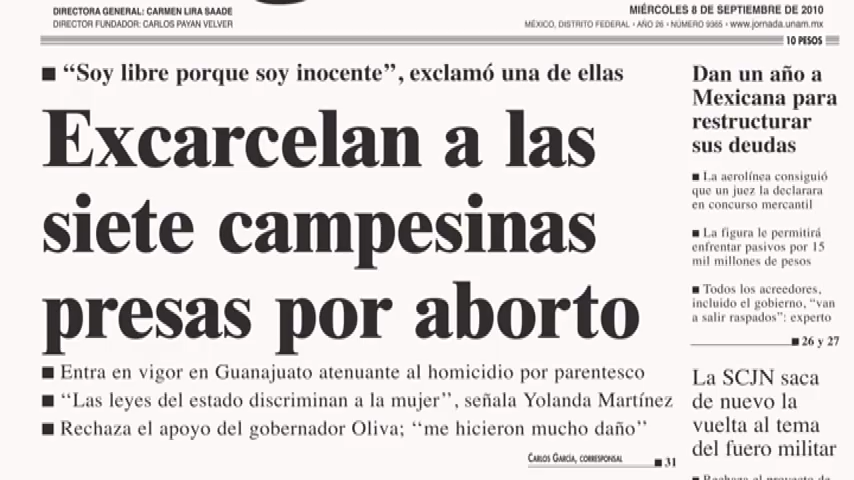 DIRECTORA GENERAL: CARMEN LIRA SAADE
DIRECTOR FUNDADOR: CARLOS PAYAN VELVER
MIÉRCOLES 8 DE SEPTIEMBRE DE 2010
MÉXICO, DISTRITO FEDERAL • AÑO 26 • NÚMERO 9365 • www.jornada.unam.mx
10 PESOS
■ “Soy libre porque soy inocente”, exclamó una de ellas
Excarcelan a las
siete campesinas
presas por aborto
■ Entra en vigor en Guanajuato atenuante al homicidio por parentesco
■ “Las leyes del estado discriminan a la mujer”, señala Yolanda Martínez
■ Rechaza el apoyo del gobernador Oliva; “me hicieron mucho daño”
CARLOS GARCÍA, CORRESPONSAL ■ 31
Dan un año a
Mexicana para
restructurar
sus deudas
■ La aerolínea consiguió
que un juez la declarara
en concurso mercantil
■ La figura le permitirá
enfrentar pasivos por 15
mil millones de pesos
■ Todos los acreedores,
incluido el gobierno, “van
a salir raspados”: experto
■ 26 y 27
La SCJN saca
de nuevo la
vuelta al tema
del fuero militar
■ Rechaza el proyecto de